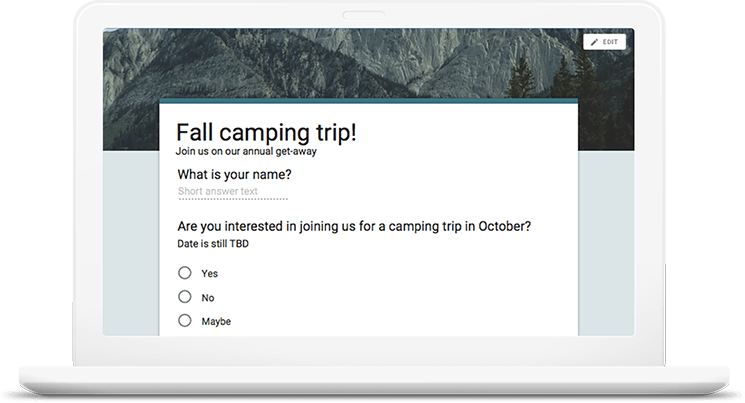 EDIT
Fall camping trip!
Join us on our annual get-away
What is your name?
Short answer text
Are you interested in joining us for a camping trip in October?
Date is still TBD
Yes
No
Maybe